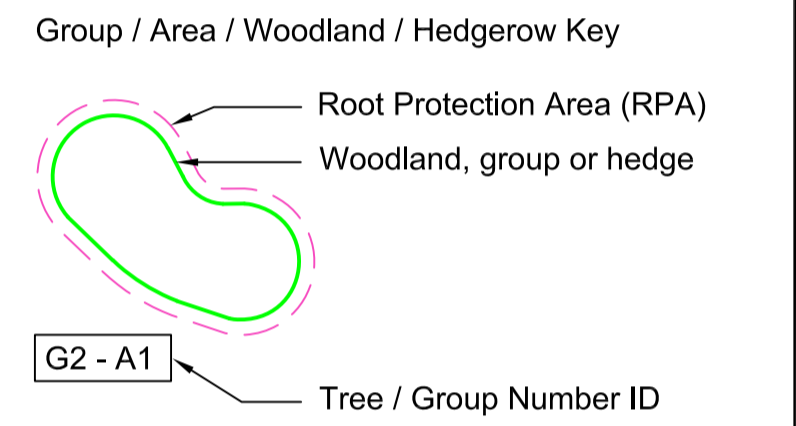 Group / Area / Woodland / Hedgerow Key
Root Protection Area (RPA)
Woodland, group or hedge
G2 - A1
Tree / Group Number ID